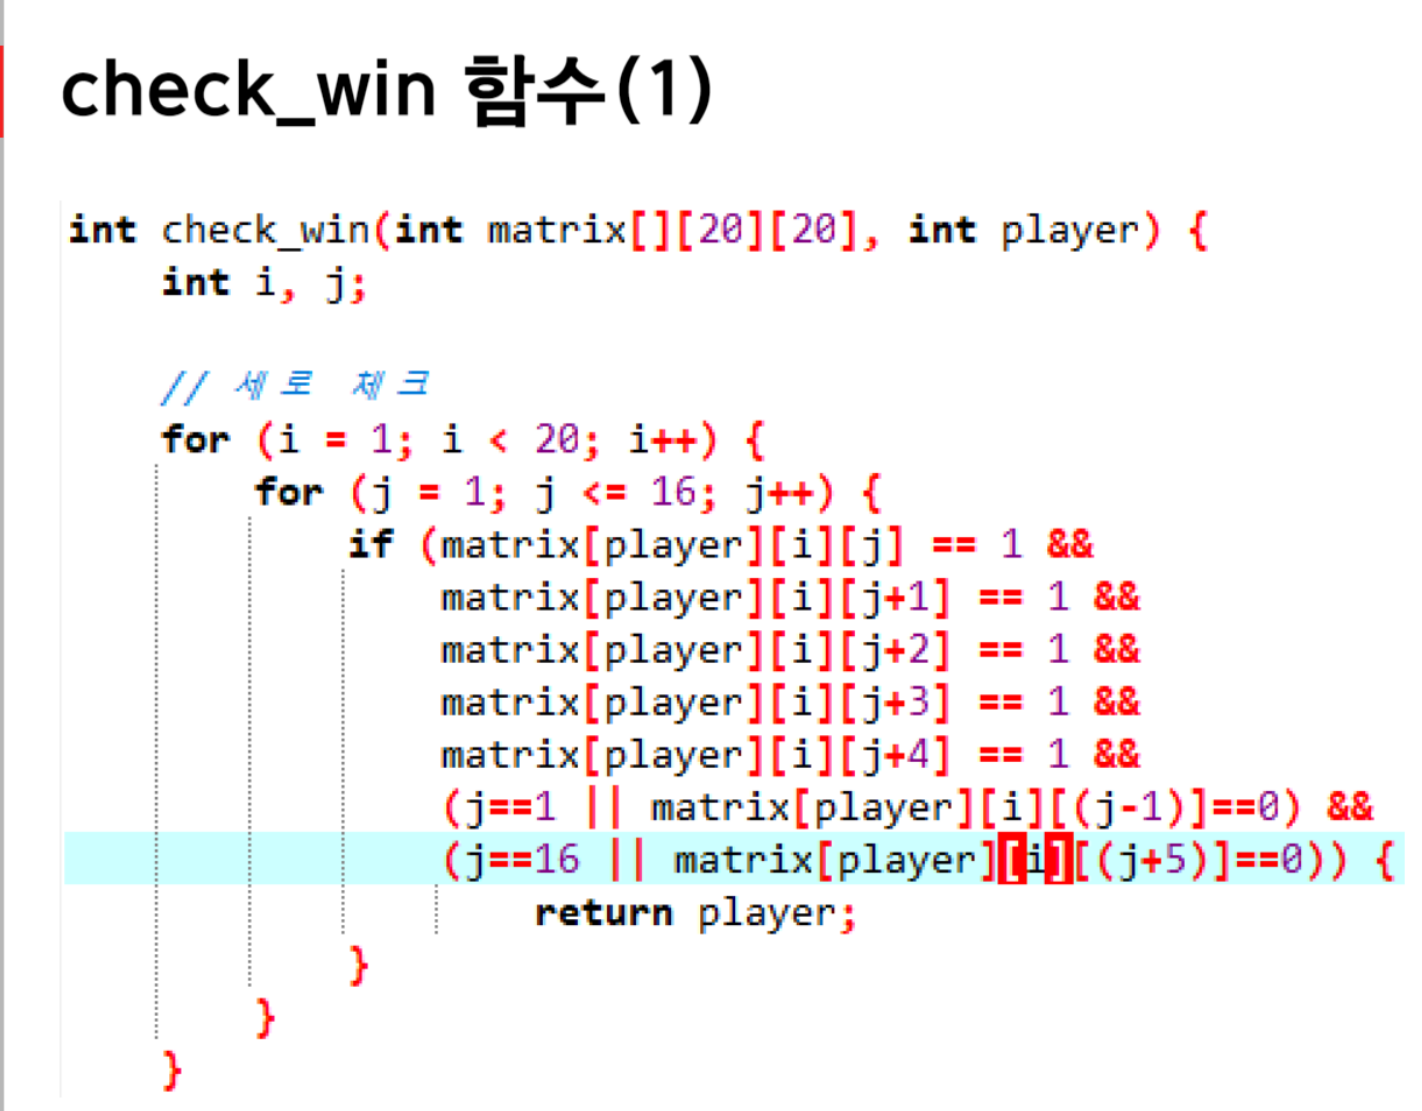 check_win 함수(1)
int check_win(int matrix[][20][20], int player) {
int i, j;
// 세로 체크
for (i = 1; i < 20; i++) {
for (j = 1; j <= 16; j++) {
if (matrix[player][i][j] == 1 &&
matrix[player][i][j+1] == 1 &&
matrix[player][i][j+2] == 1 &&
matrix[player][i][j+3] == 1 &&
matrix[player][i][j+4] == 1 &&
(j==1 || matrix[player][i][(j-1)]==0) &&
(j==16 || matrix[player][i][(j+5)]==0)) {
return player;
}
}
}